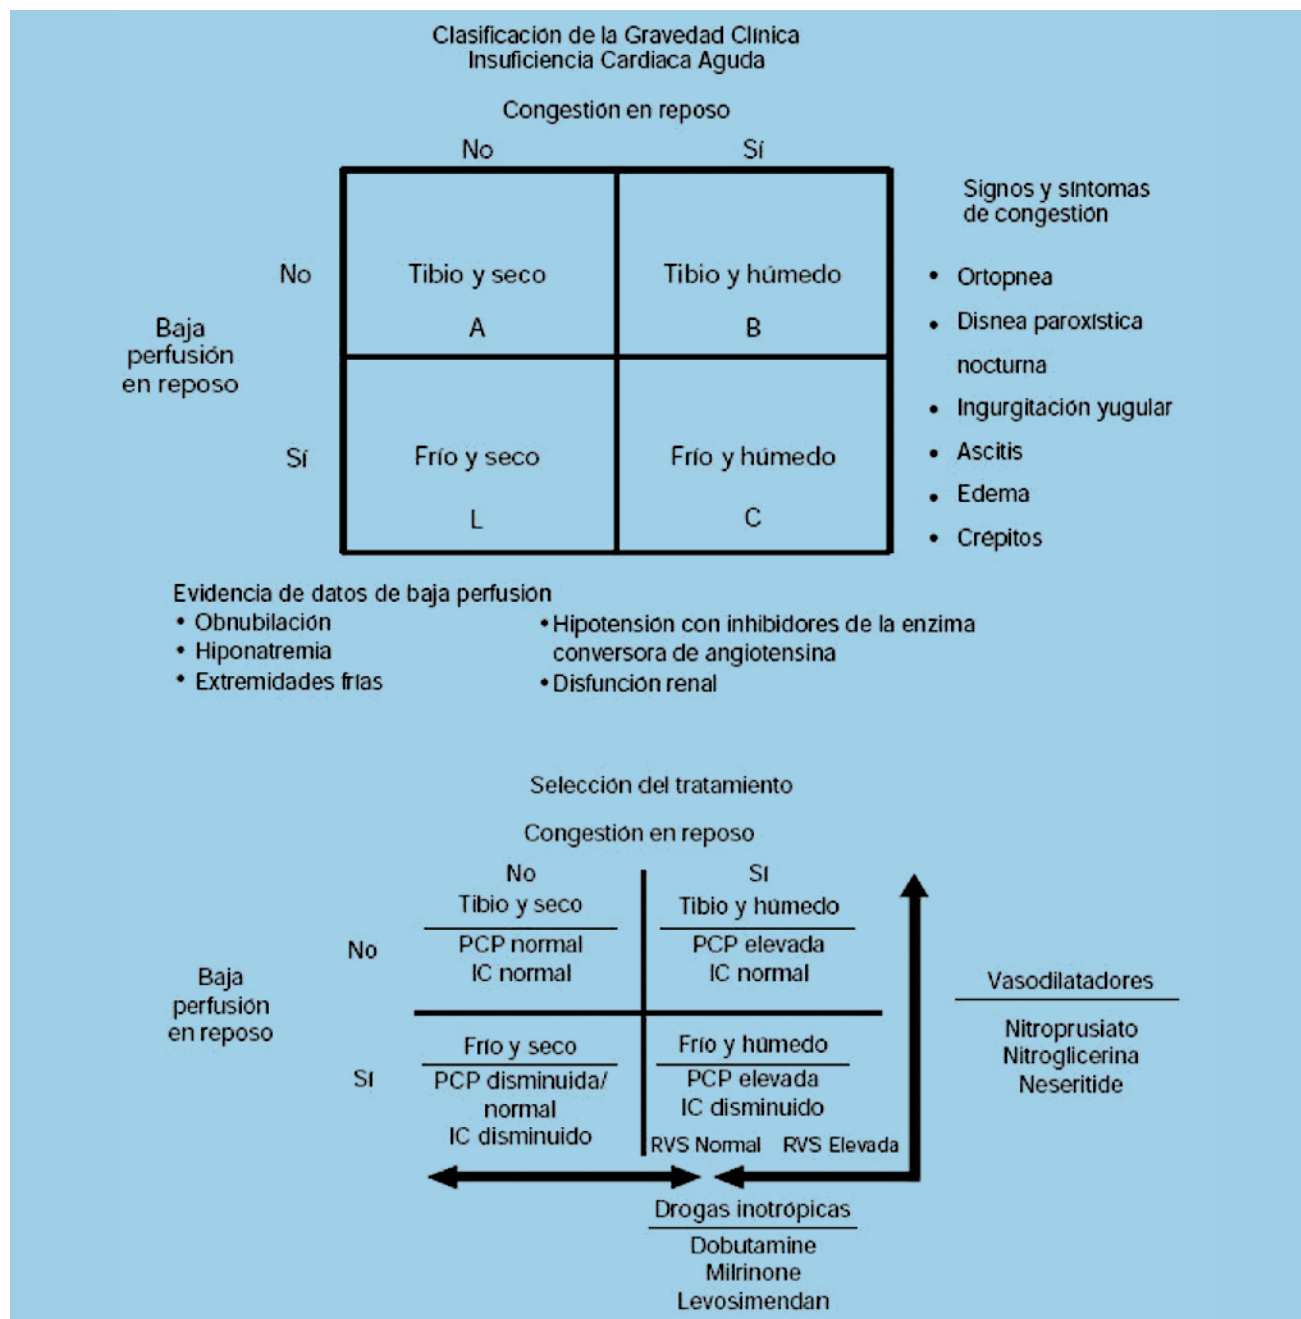 Clasificación de la Gravedad Clínica
Insuficiencia Cardiaca Aguda
Congestión en reposo
No
Sí
Signos y síntomas
de congestión
No
Tibio y seco
A
Tibio y húmedo
B
Baja
perfusión
en reposo
Sí
Frío y seco
L
Frío y húmedo
C
• Ortopnea
• Disnea paroxística
nocturna
• Ingurgitación yugular
• Ascitis
• Edema
• Crépitos
Evidencia de datos de baja perfusión
• Obnubilación
• Hiponatremia
• Extremidades frías
• Hipotensión con inhibidores de la enzima
conversora de angiotensina
• Disfunción renal
Selección del tratamiento
Congestión en reposo
No
Sí
No
Tibio y seco
PCP normal
IC normal
Tibio y húmedo
PCP elevada
IC normal
Baja
perfusión
en reposo
Sí
Frío y seco
PCP disminuida/
normal
IC disminuido
Frío y húmedo
PCP elevada
IC disminuido
RVS Normal RVS Elevada
Vasodilatadores
Nitroprusiato
Nitroglicerina
Neseritide
Drogas inotrópicas
Dobutamine
Milrinone
Levosimendan